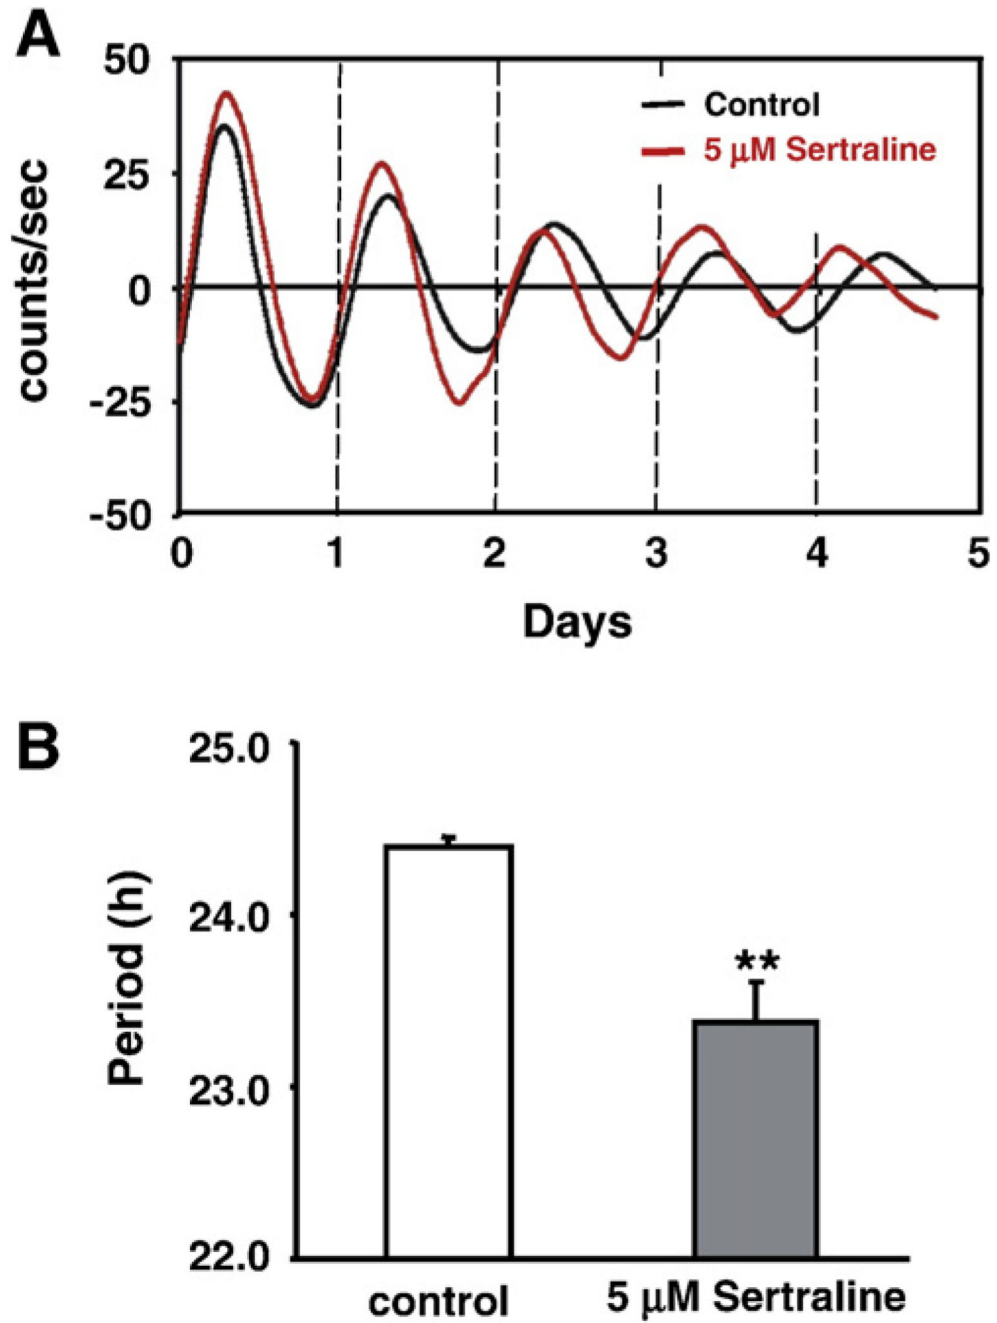 A
50
25
0
-25
-50
counts/sec
Control
5 μM Sertraline
0 1 2 3 4 5
Days
B
25.0
24.0
23.0
22.0
Period (h)
**
control 5 μM Sertraline